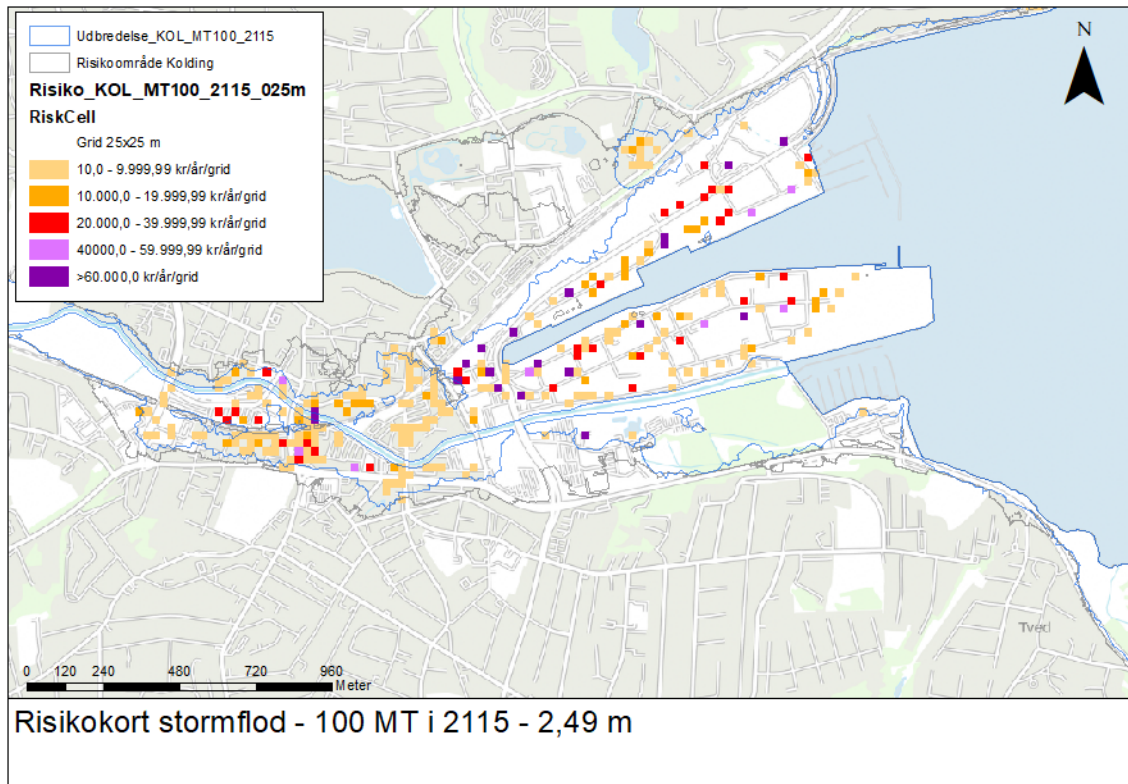 Udbredelse_KOL_MT100_2115
Risikoområde Kolding
Risiko_KOL_MT100_2115_025m
RiskCell
Grid 25x25 m
10,0 - 9.999,99 kr/år/grid
10.000,0 - 19.999,99 kr/år/grid
20.000,0 - 39.999,99 kr/år/grid
40000,0 - 59.999,99 kr/år/grid
>60.000,0 kr/år/grid
N
Tved
0 120 240 480 720 960
Meter
Risikokort stormflod - 100 MT i 2115 - 2,49 m